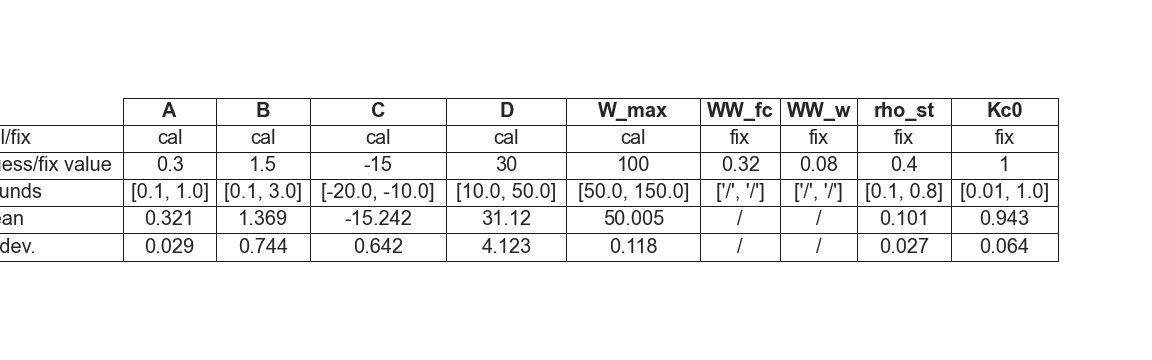 A B C D W_max WW_fc WW_w rho_st Kc0
l/fix cal cal cal cal cal fix fix fix fix
ess/fix value 0.3 1.5 -15 30 100 0.32 0.08 0.4 1
unds [0.1, 1.0] [0.1, 3.0] [-20.0, -10.0] [10.0, 50.0] [50.0, 150.0] ['/', '/'] ['/', '/'] [0.1, 0.8] [0.01, 1.0]
ean 0.321 1.369 -15.242 31.12 50.005 / / 0.101 0.943
dev. 0.029 0.744 0.642 4.123 0.118 / / 0.027 0.064